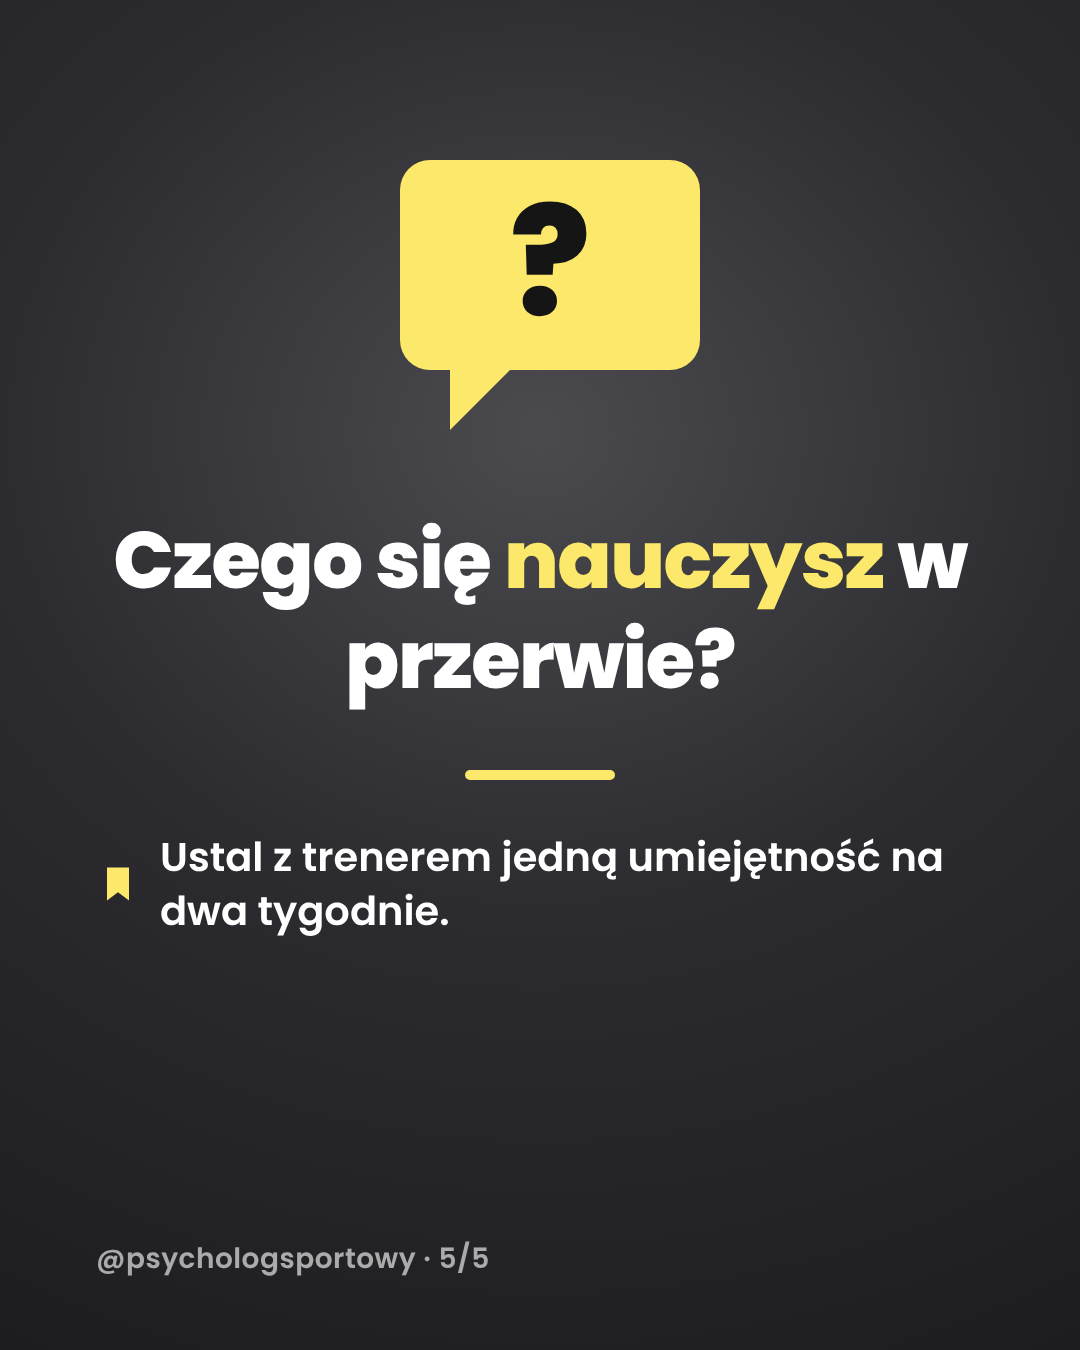 ?
Czego się nauczysz w
przerwie?
Ustal z trenerem jedną umiejętność na
dwa tygodnie.
@psychologsportowy · 5/5